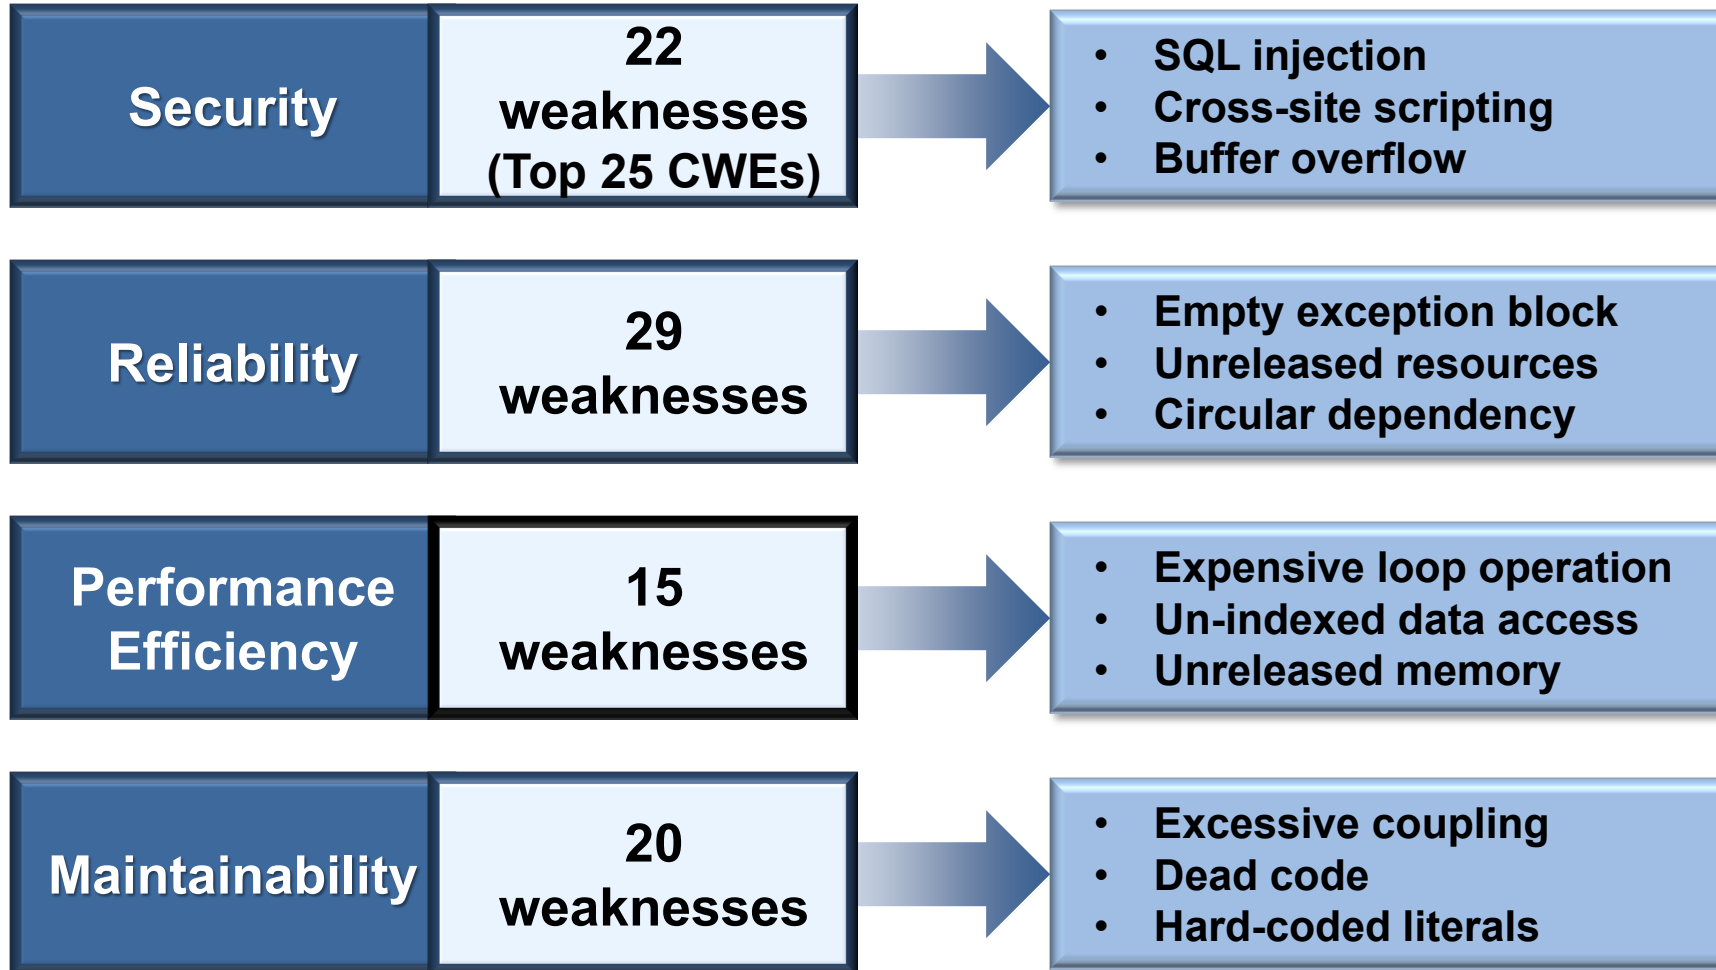 Security
22
weaknesses
(Top 25 CWEs)
• SQL injection
• Cross-site scripting
• Buffer overflow
Reliability
29
weaknesses
• Empty exception block
• Unreleased resources
• Circular dependency
Performance
Efficiency
15
weaknesses
• Expensive loop operation
• Un-indexed data access
• Unreleased memory
Maintainability
20
weaknesses
• Excessive coupling
• Dead code
• Hard-coded literals